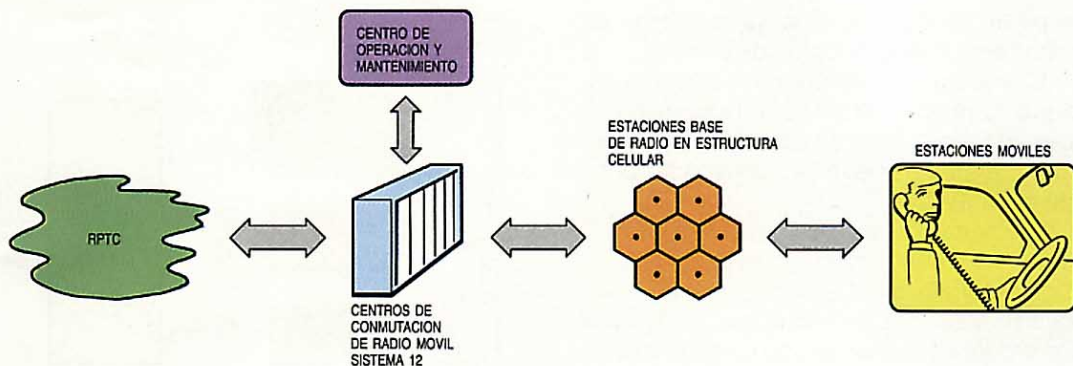 CENTRO DE
OPERACION Y
MANTENIMIENTO
ESTACIONES BASE
DE RADIO EN ESTRUCTURA
CELULAR
ESTACIONES MOVILES
RPTC
CENTROS DE
CONMUTACION
DE RADIO MOVIL
SISTEMA 12